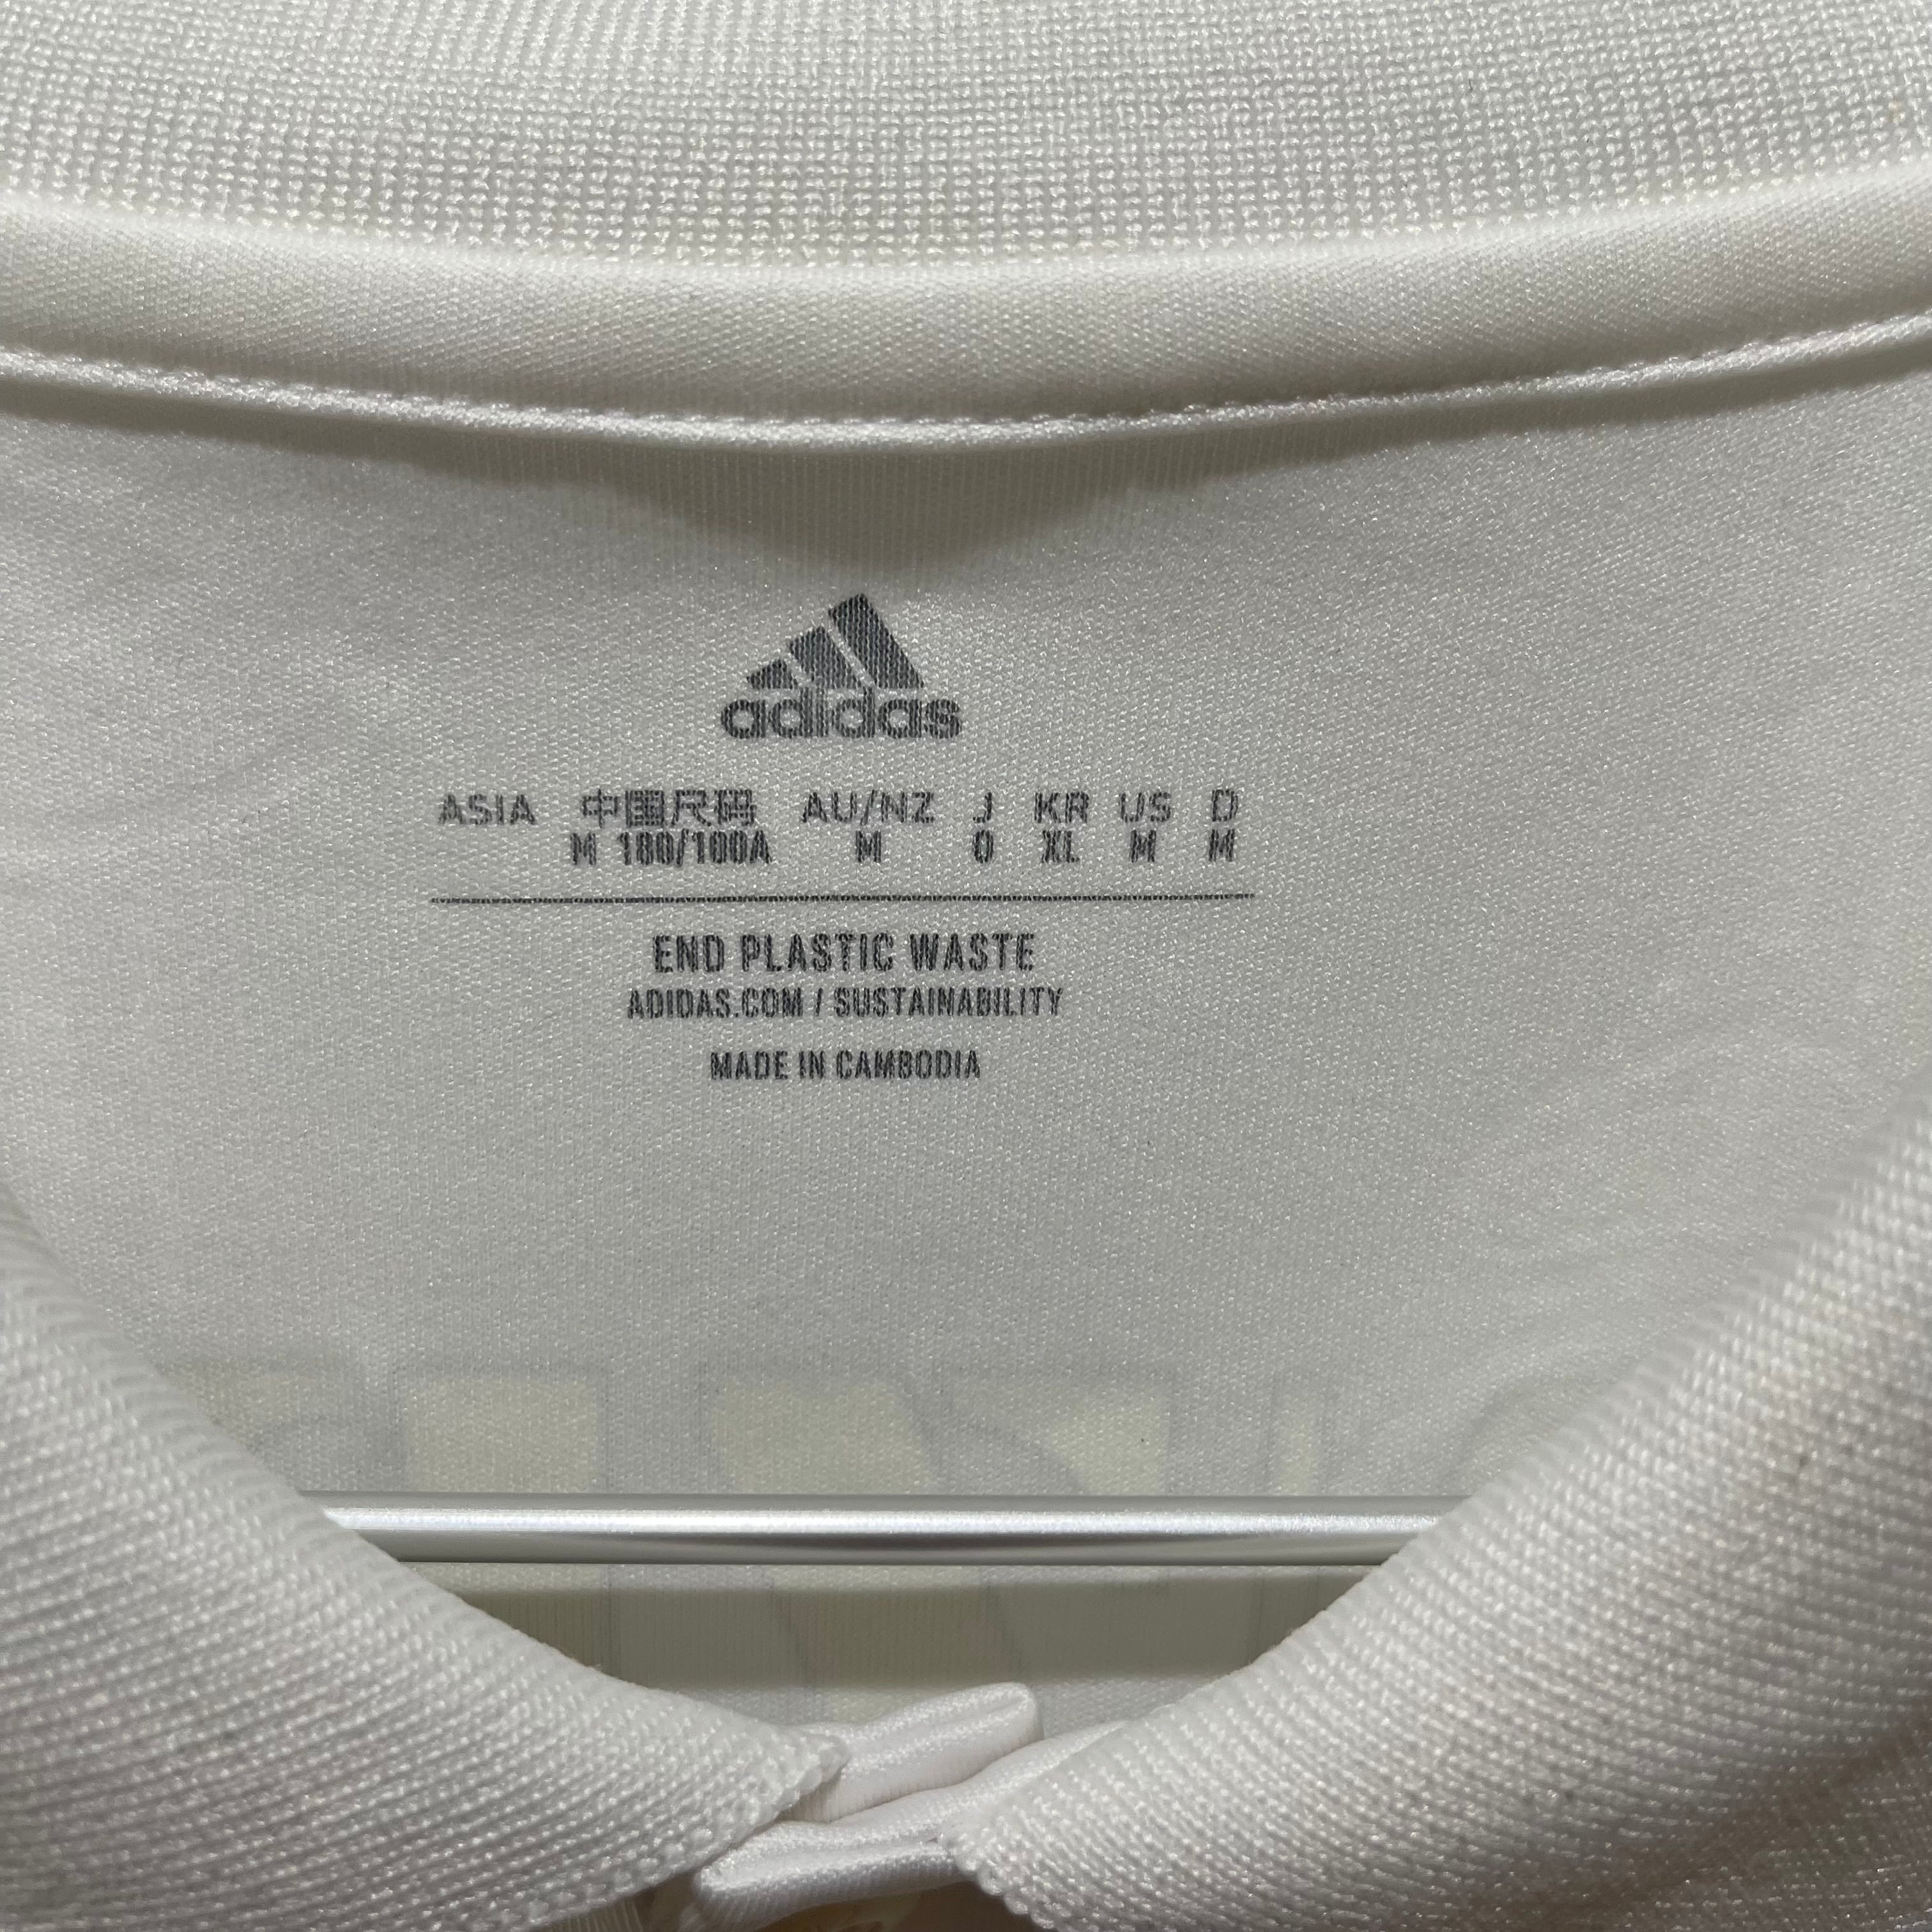 adidas
ASIA 中国尺码 AU/NZ J KR US D
M 180/100A M O XL M M
END PLASTIC WASTE
ADIDAS.COM / SUSTAINABILITY
MADE IN CAMBODIA